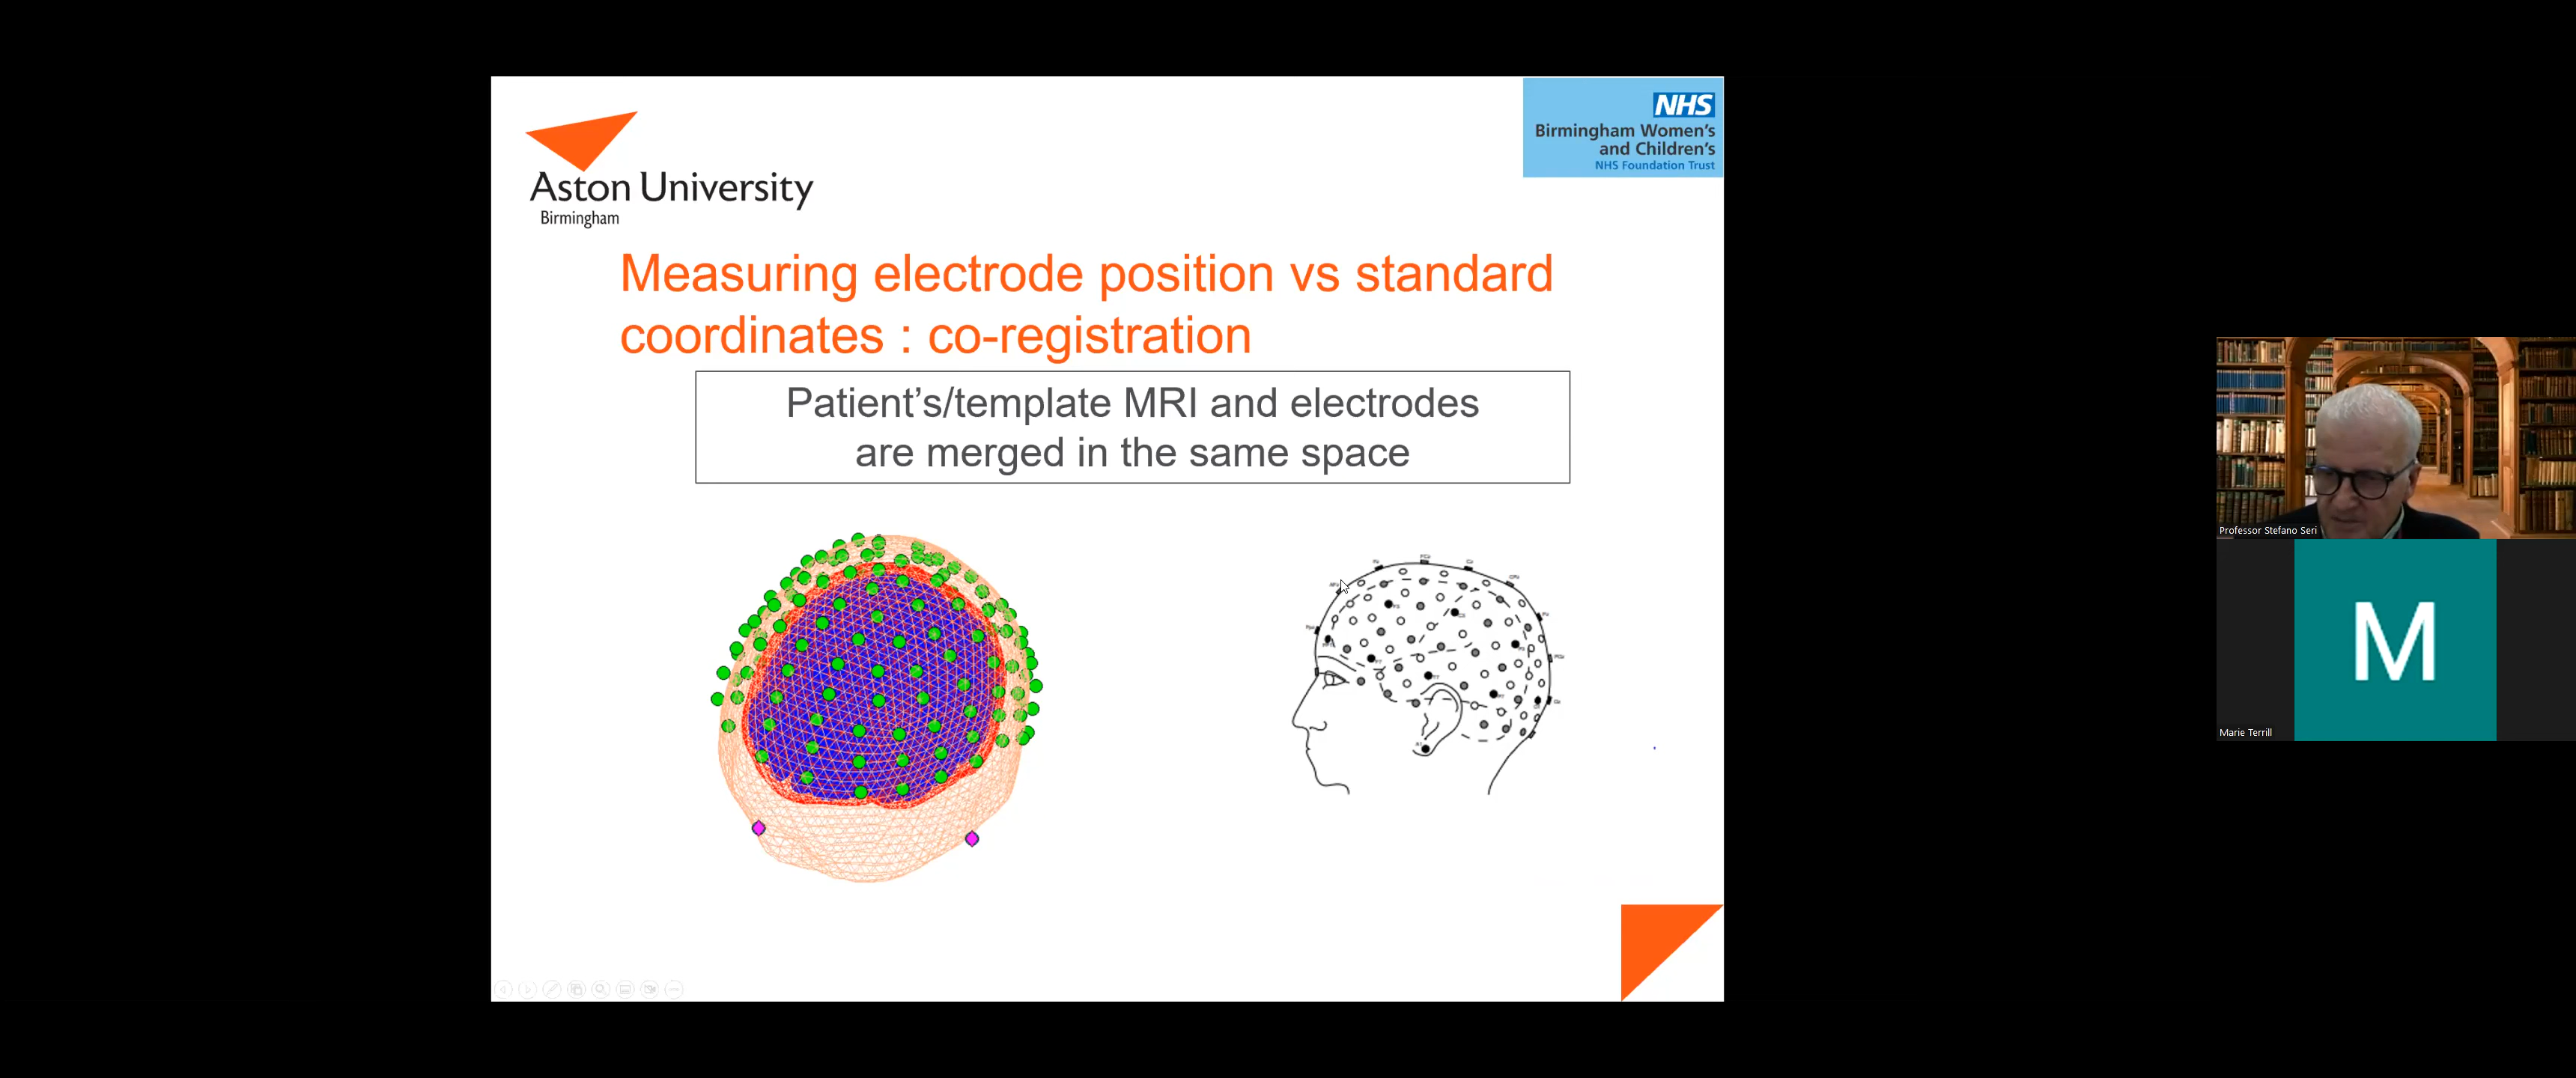 Aston University
Birmingham
NHS
Birmingham Women's
and Children's
NHS Foundation Trust
Measuring electrode position vs standard
coordinates : co-registration
Patient's/template MRI and electrodes
are merged in the same space
Professor Stefano Seri
M
Marie Terrill